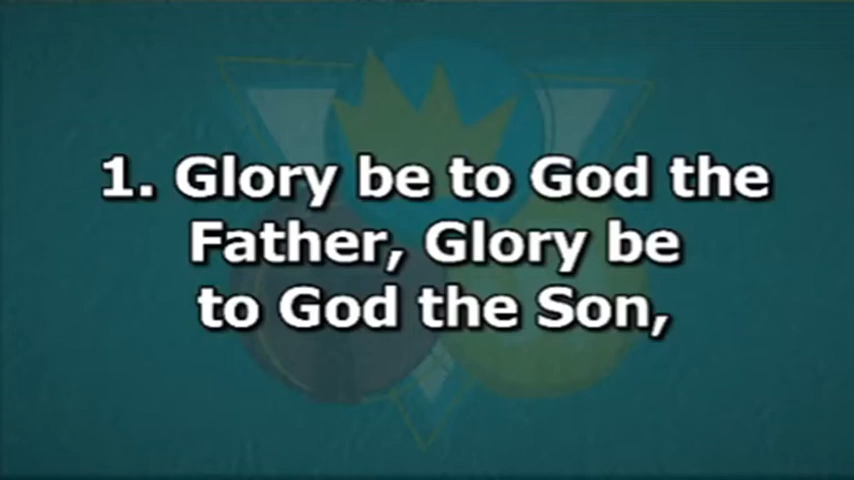 1. Glory be to God the
Father, Glory be
to God the Son,